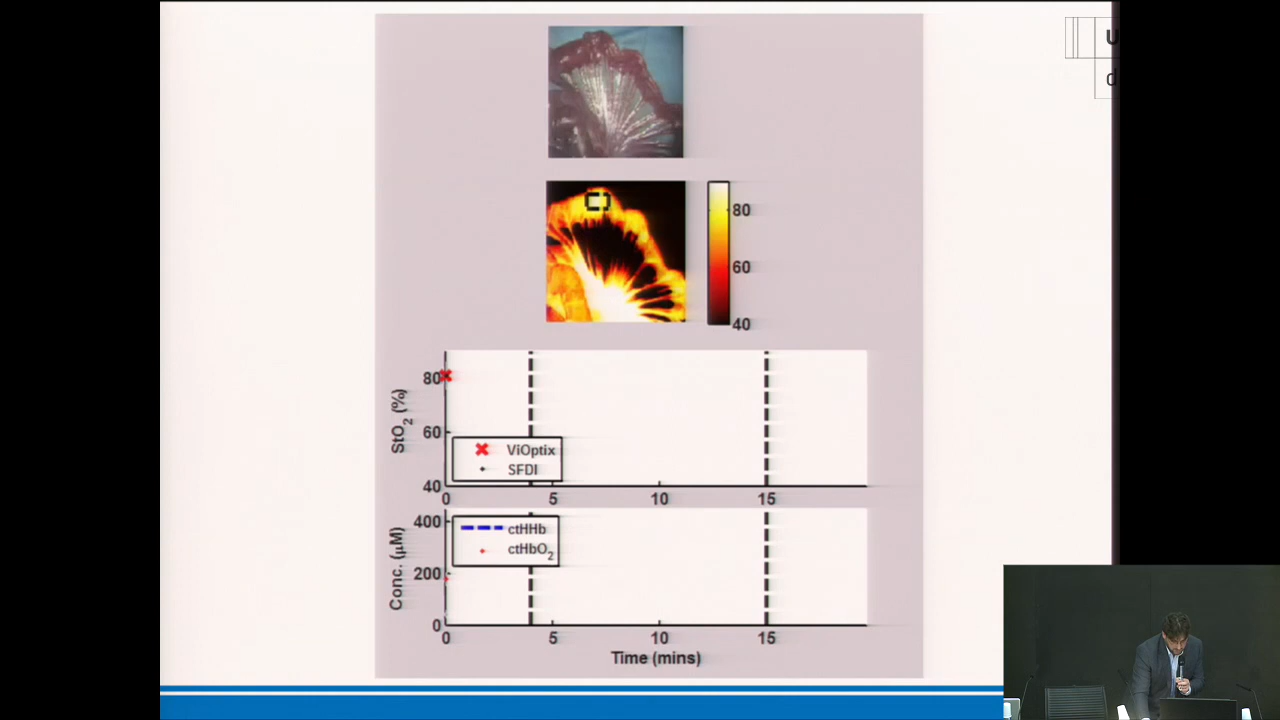 U
d
80
60
40
80
60
40
StO2 (%)
ViOptix
SFDI
0 5 10 15
400
200
0
Conc. (μM)
ctHHb
ctHbO2
0 5 10 15
Time (mins)